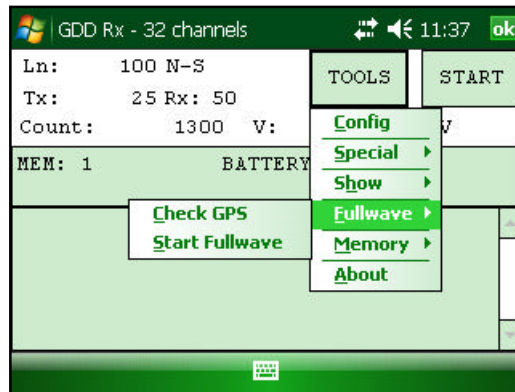 GDD Rx - 32 channels 11:37 ok
Ln: 100 N-S
Tx: 25 Rx: 50
Count: 1300 V: V
TOOLS
START
MEM: 1 BATTERY
Config
Special
Show
Fullwave
Memory
About
Check GPS
Start Fullwave